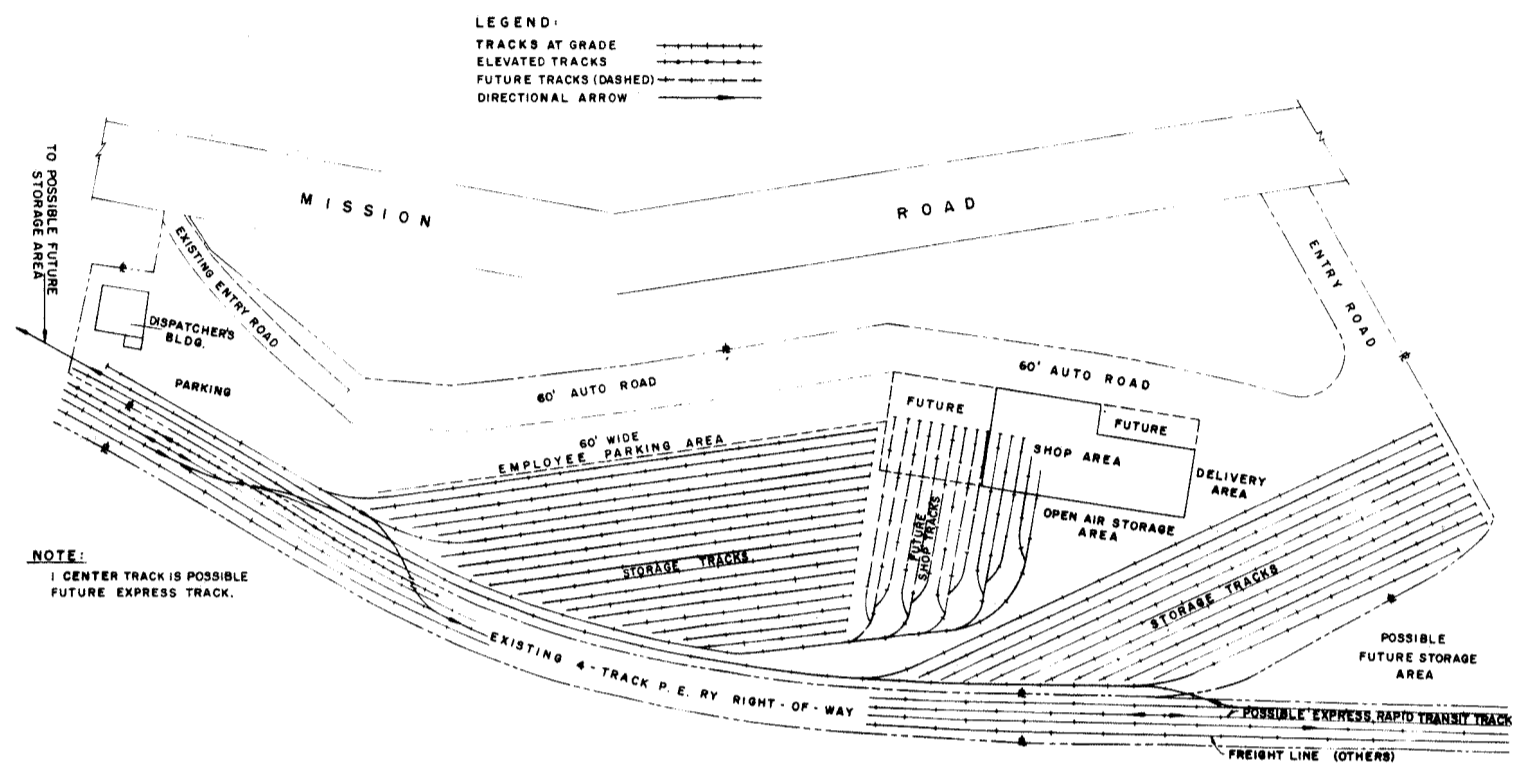 LEGEND:
TRACKS AT GRADE
ELEVATED TRACKS
FUTURE TRACKS (DASHED)
DIRECTIONAL ARROW
TO POSSIBLE FUTURE
STORAGE AREA
MISSION ROAD
EXISTING ENTRY ROAD
ENTRY ROAD
DISPATCHER'S
BLDG.
PARKING
60' AUTO ROAD
60' AUTO ROAD
60' WIDE
EMPLOYEE PARKING AREA
FUTURE
FUTURE
SHOP AREA
DELIVERY
AREA
OPEN AIR STORAGE
AREA
FUTURE
SHOP TRACKS
STORAGE TRACKS
STORAGE TRACKS
NOTE:
1 CENTER TRACK IS POSSIBLE
FUTURE EXPRESS TRACK.
EXISTING 4-TRACK P. E. RY RIGHT-OF-WAY
POSSIBLE
FUTURE STORAGE
AREA
POSSIBLE EXPRESS RAPID TRANSIT TRACK
FREIGHT LINE (OTHERS)